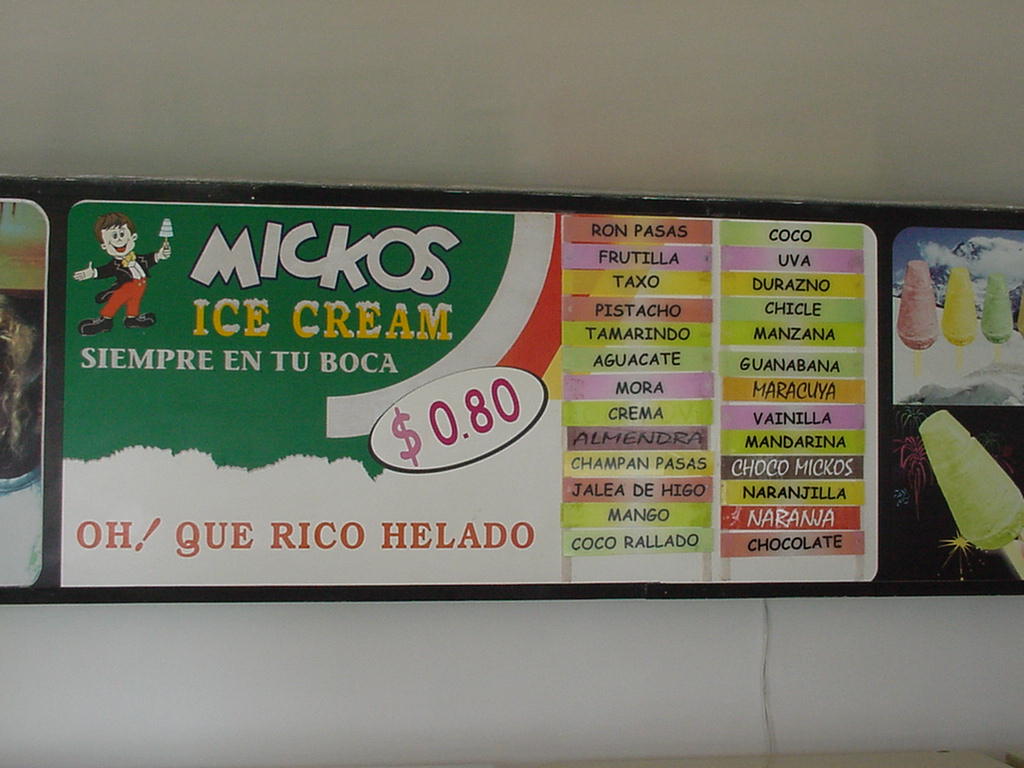 MICKOS
ICE CREAM
SIEMPRE EN TU BOCA
$ 0.80
OH! QUE RICO HELADO
RON PASAS
FRUTILLA
TAXO
PISTACHO
TAMARINDO
AGUACATE
MORA
CREMA
ALMENDRA
CHAMPAN PASAS
JALEA DE HIGO
MANGO
COCO RALLADO
COCO
UVA
DURAZNO
CHICLE
MANZANA
GUANABANA
MARACUYA
VAINILLA
MANDARINA
CHOCO MICKOS
NARANJILLA
NARANJA
CHOCOLATE